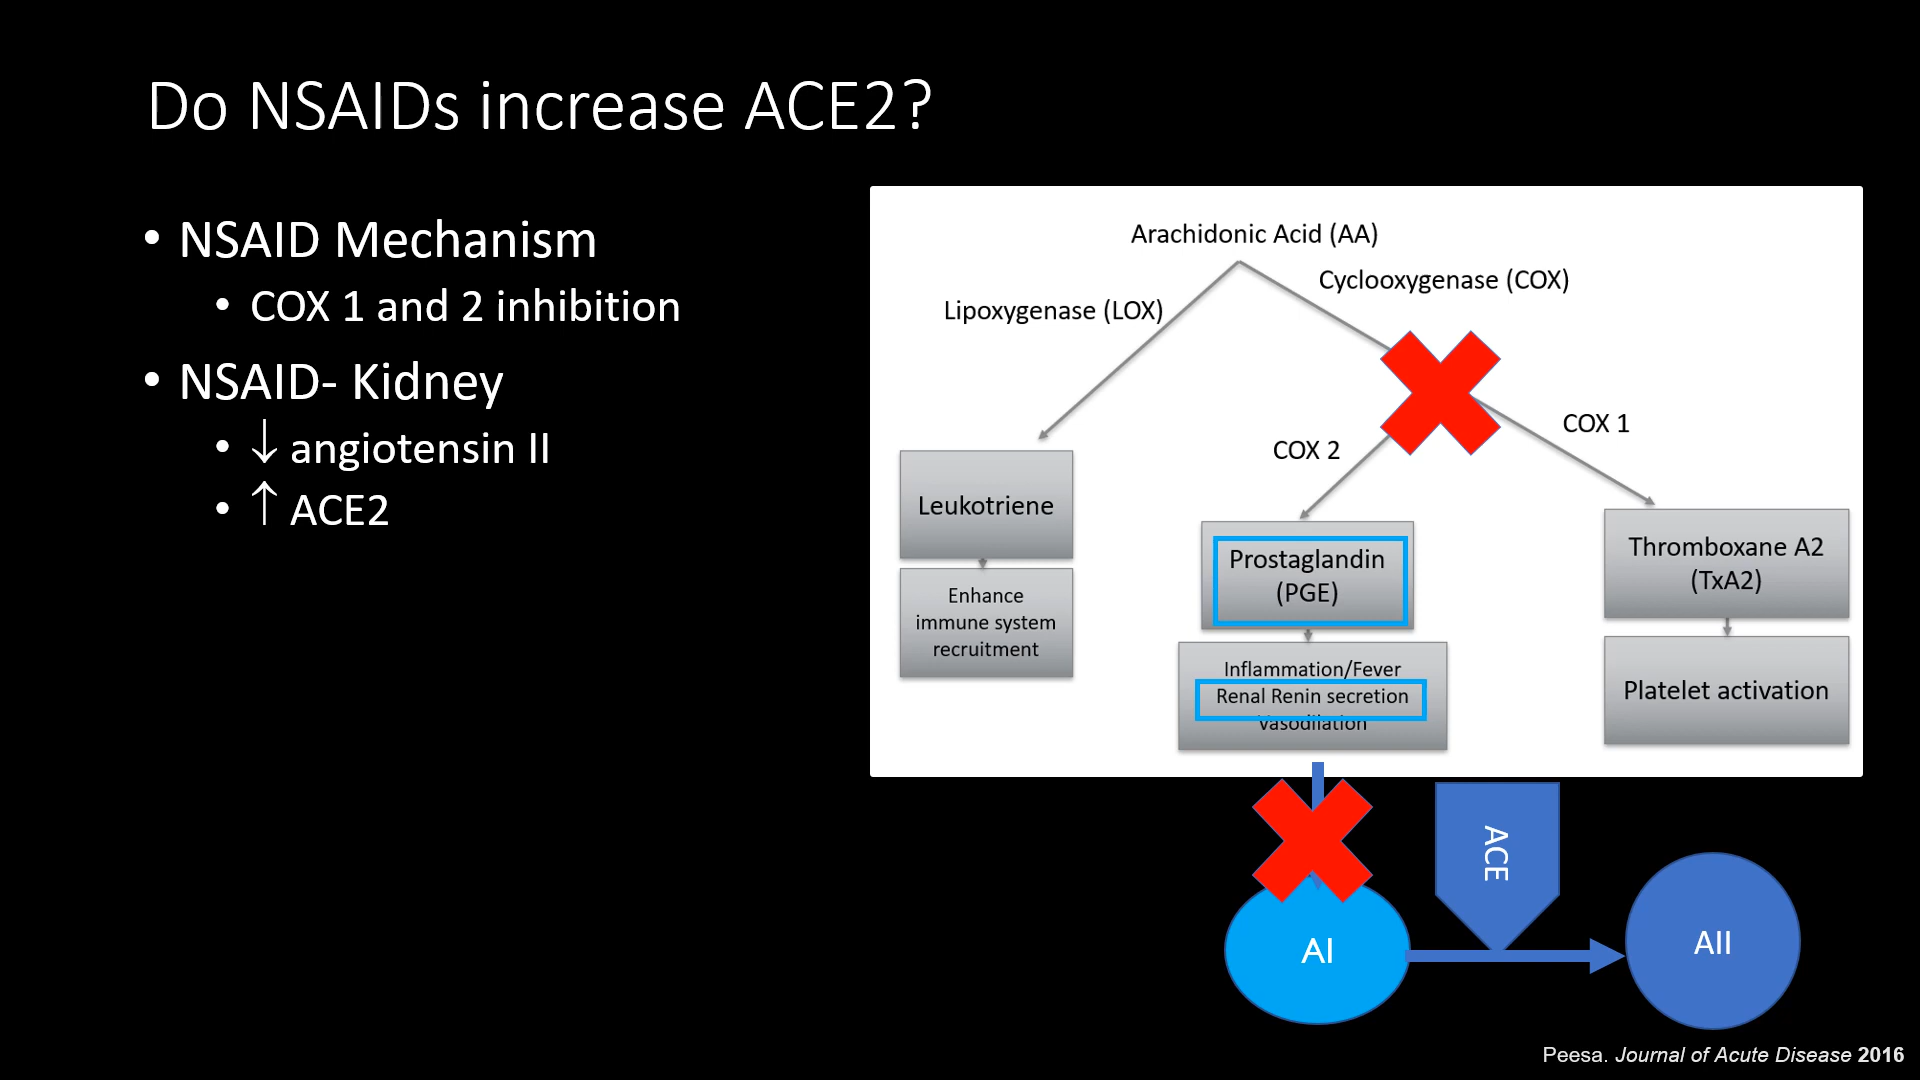 Do NSAIDs increase ACE2?
• NSAID Mechanism
• COX 1 and 2 inhibition
• NSAID- Kidney
• ↓ angiotensin II
• ↑ ACE2
Arachidonic Acid (AA)
Cyclooxygenase (COX)
Lipoxygenase (LOX)
COX 1
COX 2
Leukotriene
Enhance
immune system
recruitment
Prostaglandin
(PGE)
Inflammation/Fever
Renal Renin secretion
Vasodilation
Thromboxane A2
(TxA2)
Platelet activation
ACE
AI
AII
Peesa. Journal of Acute Disease 2016